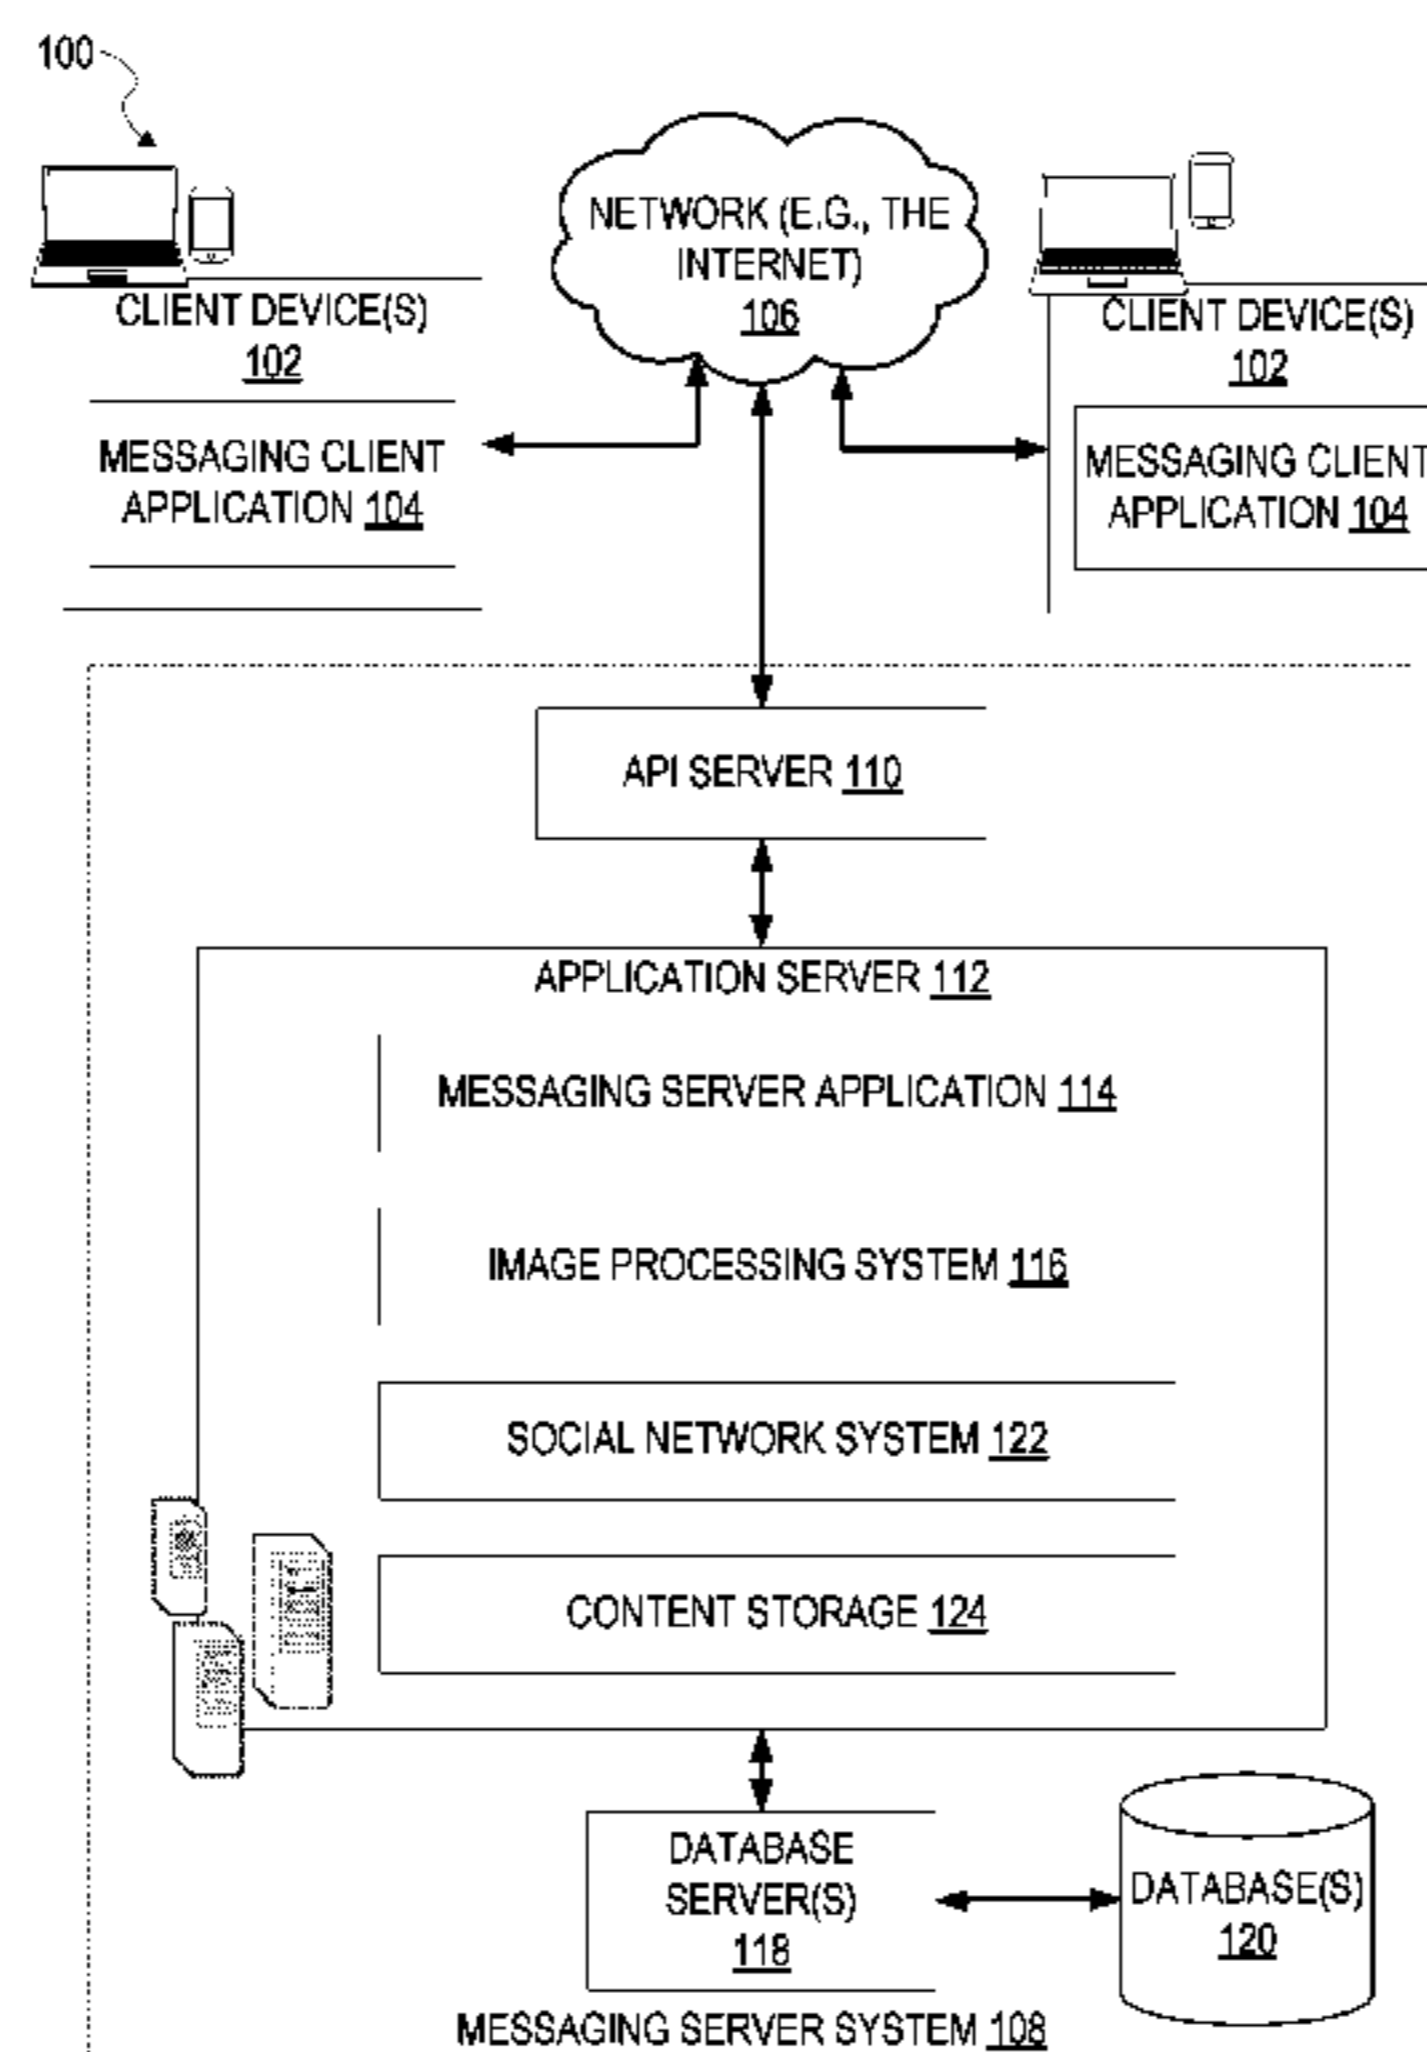 100
NETWORK (E.G., THE
INTERNET)
106
CLIENT DEVICE(S)
102
MESSAGING CLIENT
APPLICATION 104
CLIENT DEVICE(S)
102
MESSAGING CLIENT
APPLICATION 104
API SERVER 110
APPLICATION SERVER 112
MESSAGING SERVER APPLICATION 114
IMAGE PROCESSING SYSTEM 116
SOCIAL NETWORK SYSTEM 122
CONTENT STORAGE 124
DATABASE
SERVER(S)
118
DATABASE(S)
120
MESSAGING SERVER SYSTEM 108